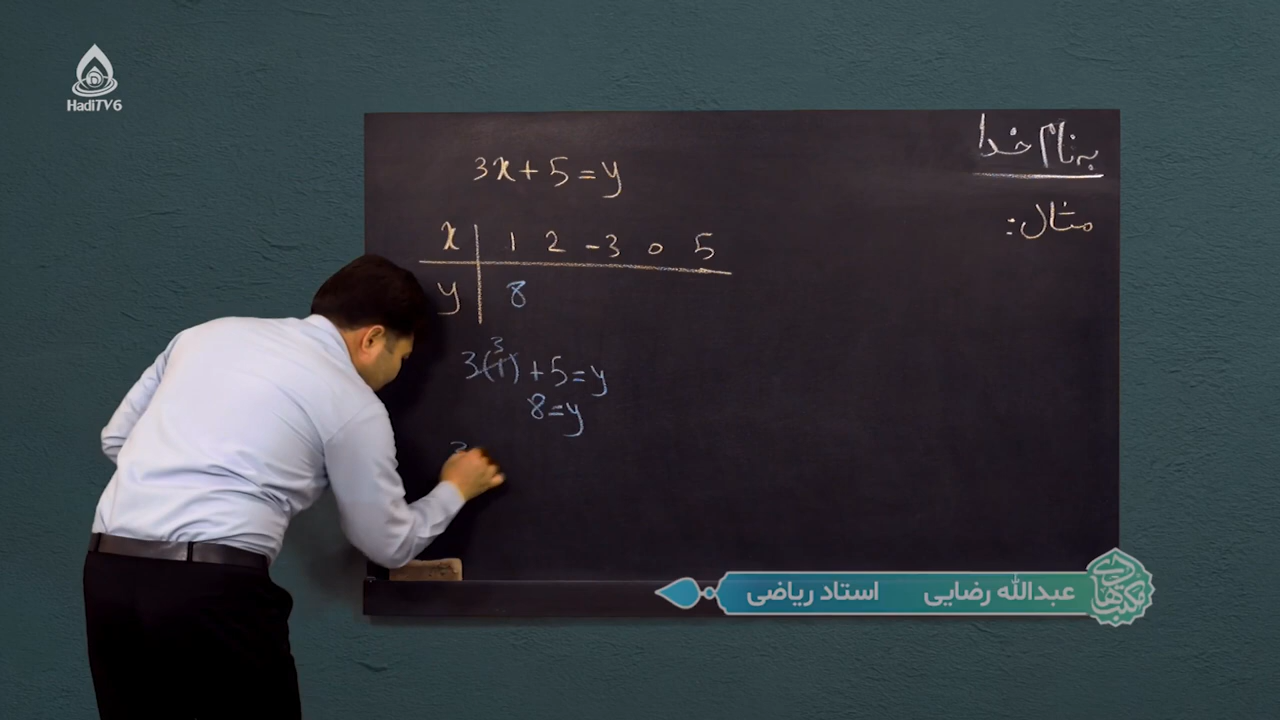 HadiTV6
به نام خدا
مثال:
3x+5=y
x 1 2 -3 0 5
y 8
3
3(1)+5=y
8=y
عبدالله رضایی استاد ریاضی